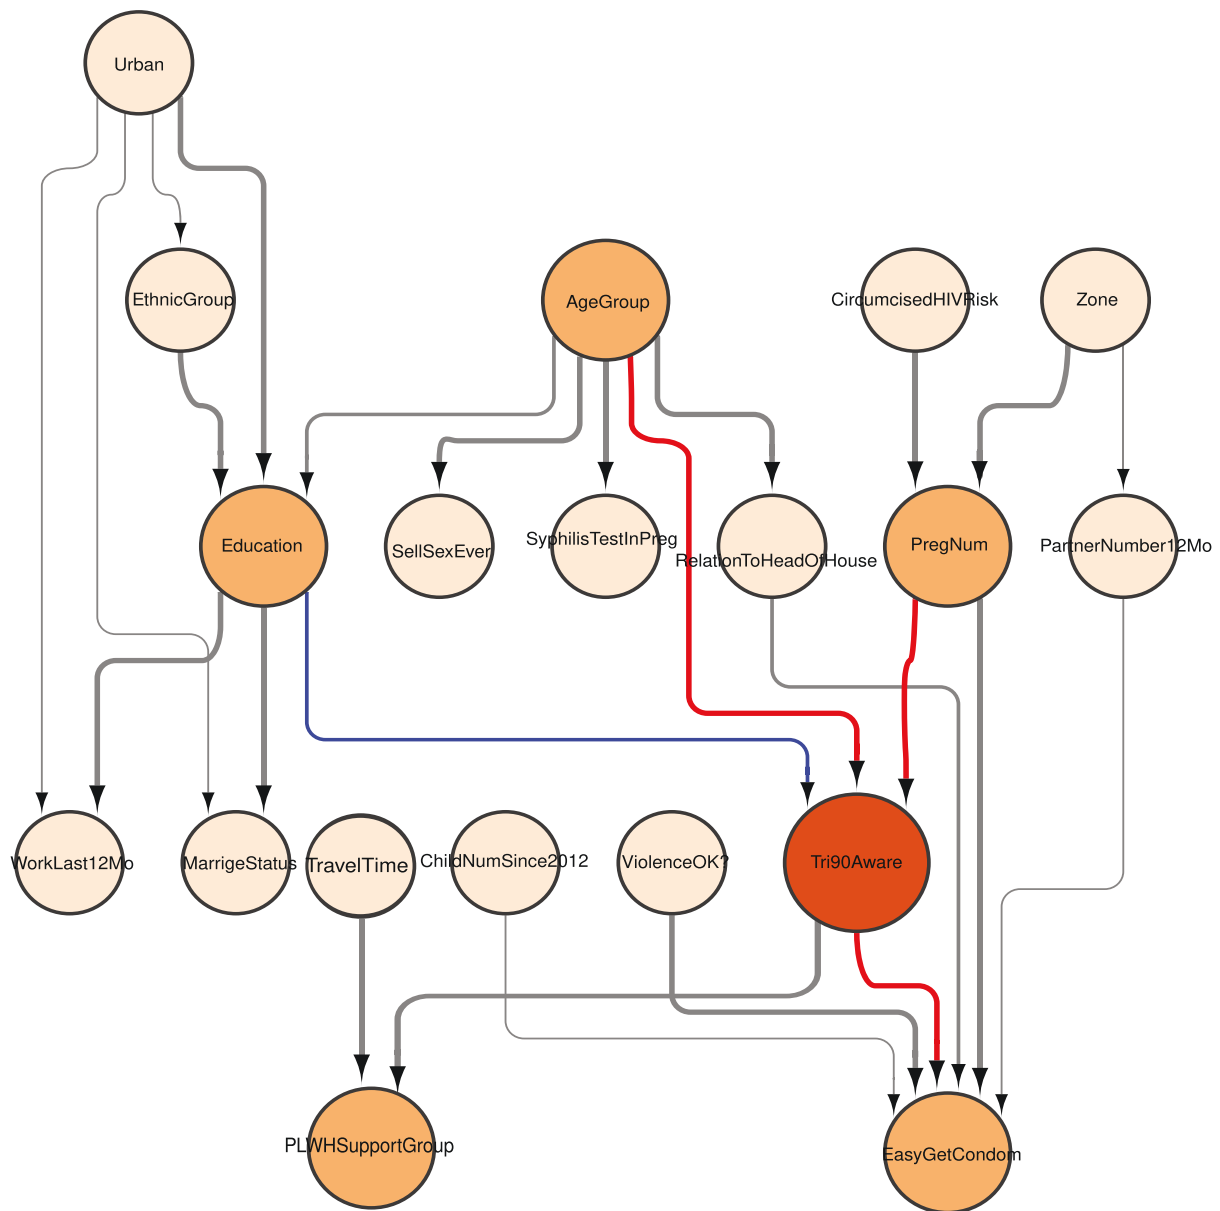 Urban
EthnicGroup
AgeGroup
CircumcisedHIVRisk
Zone
Education
SellSexEver
SyphilisTestInPreg
RelationToHeadOfHouse
PregNum
PartnerNumber12Mo
WorkLast12Mo
MarrigeStatus
TravelTime
ChildNumSince2012
ViolenceOK?
Tri90Aware
PLWHSupportGroup
EasyGetCondom